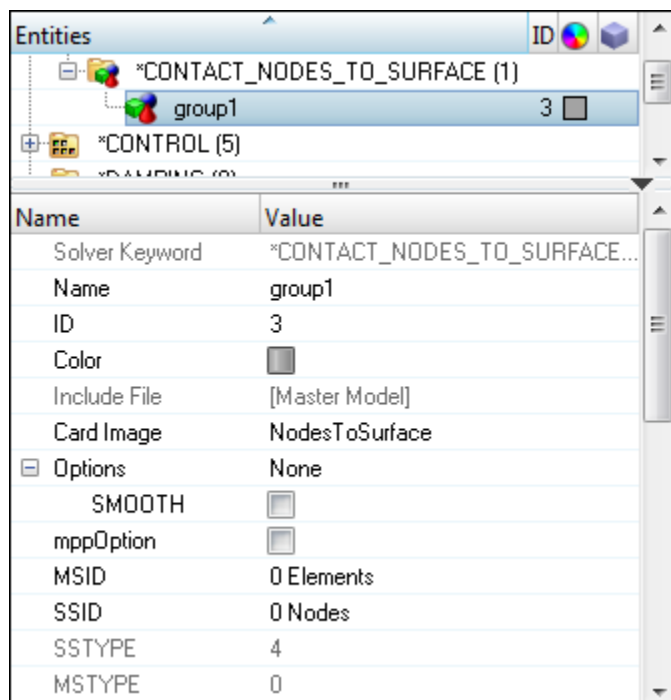 Entities ID
*CONTACT_NODES_TO_SURFACE (1)
group1 3
*CONTROL (5)
Name Value
Solver Keyword *CONTACT_NODES_TO_SURFACE...
Name group1
ID 3
Color
Include File [Master Model]
Card Image NodesToSurface
Options None
SMOOTH
mppOption
MSID 0 Elements
SSID 0 Nodes
SSTYPE 4
MSTYPE 0